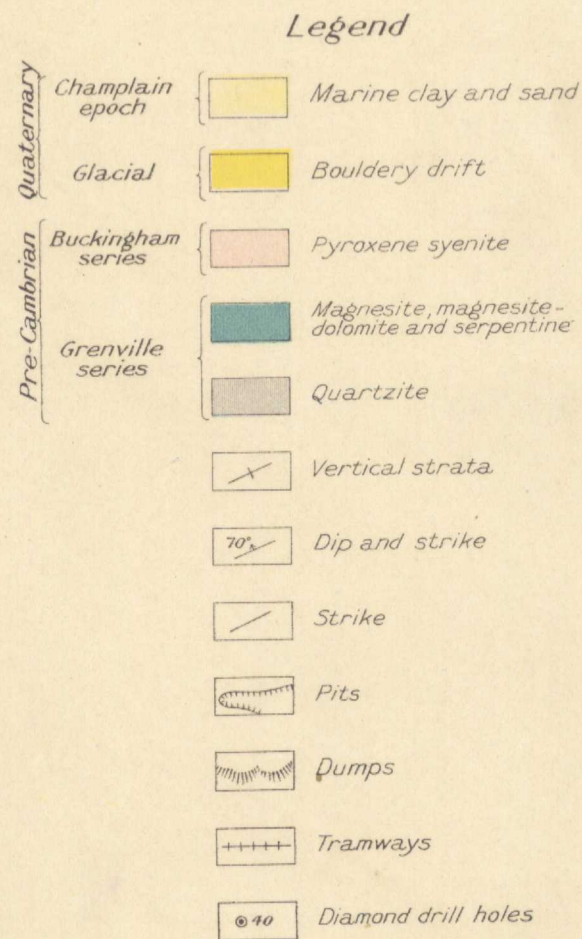 Legend
Quaternary
Champlain
epoch
Marine clay and sand
Glacial
Bouldery drift
Pre-Cambrian
Buckingham
series
Pyroxene syenite
Grenville
series
Magnesite, magnesite-
dolomite and serpentine
Quartzite
Vertical strata
70°
Dip and strike
Strike
Pits
Dumps
Tramways
40
Diamond drill holes